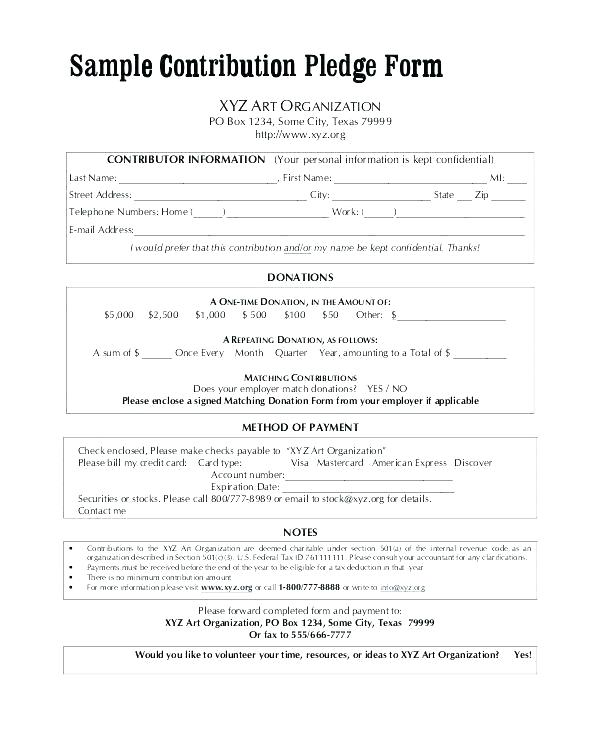 Sample Contribution Pledge Form
XYZ ART ORGANIZATION
PO Box 1234, Some City, Texas 79999
http://www.xyz.org
CONTRIBUTOR INFORMATION (Your personal information is kept confidential)
Last Name: ____________________, First Name: ____________________ MI: ____
Street Address: ____________________ City: ____________________ State ___ Zip ______
Telephone Numbers: Home (______)____________________ Work: (______)____________________
E-mail Address:____________________
I would prefer that this contribution and/or my name be kept confidential. Thanks!
DONATIONS
A ONE-TIME DONATION, IN THE AMOUNT OF:
$5,000 $2,500 $1,000 $ 500 $100 $50 Other: $____________________
A REPEATING DONATION, AS FOLLOWS:
A sum of $ ______ Once Every Month Quarter Year, amounting to a Total of $ __________
MATCHING CONTRIBUTIONS
Does your employer match donations? YES / NO
Please enclose a signed Matching Donation Form from your employer if applicable
METHOD OF PAYMENT
Check enclosed, Please make checks payable to "XYZ Art Organization"
Please bill my credit card: Card type: Visa Mastercard American Express Discover
Account number:____________________
Expiration Date: ____________________
Securities or stocks. Please call 800/777-8989 or email to stock@xyz.org for details.
Contact me
NOTES
• Contributions to the XYZ Art Organization are deemed charitable under section 501(a) of the internal revenue code as an
organization described in Section 501(c)(3). U.S. Federal Tax ID 761111111. Please consult your accountant for any clarifications.
• Payments must be received before the end of the year to be eligible for a tax deduction in that year
• There is no minimum contribution amount
• For more information please visit www.xyz.org or call 1-800/777-8888 or write to info@xyz.org
Please forward completed form and payment to:
XYZ Art Organization, PO Box 1234, Some City, Texas 79999
Or fax to 555/666-7777
Would you like to volunteer your time, resources, or ideas to XYZ Art Organization? Yes!